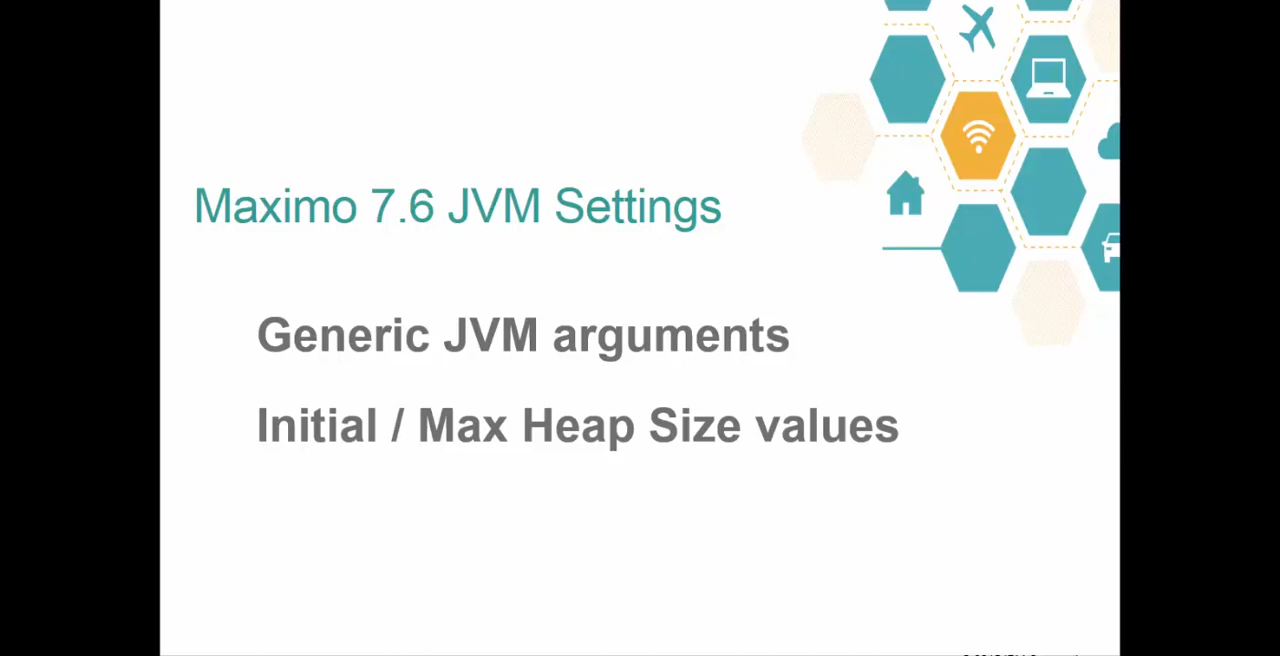 Maximo 7.6 JVM Settings
Generic JVM arguments
Initial / Max Heap Size values